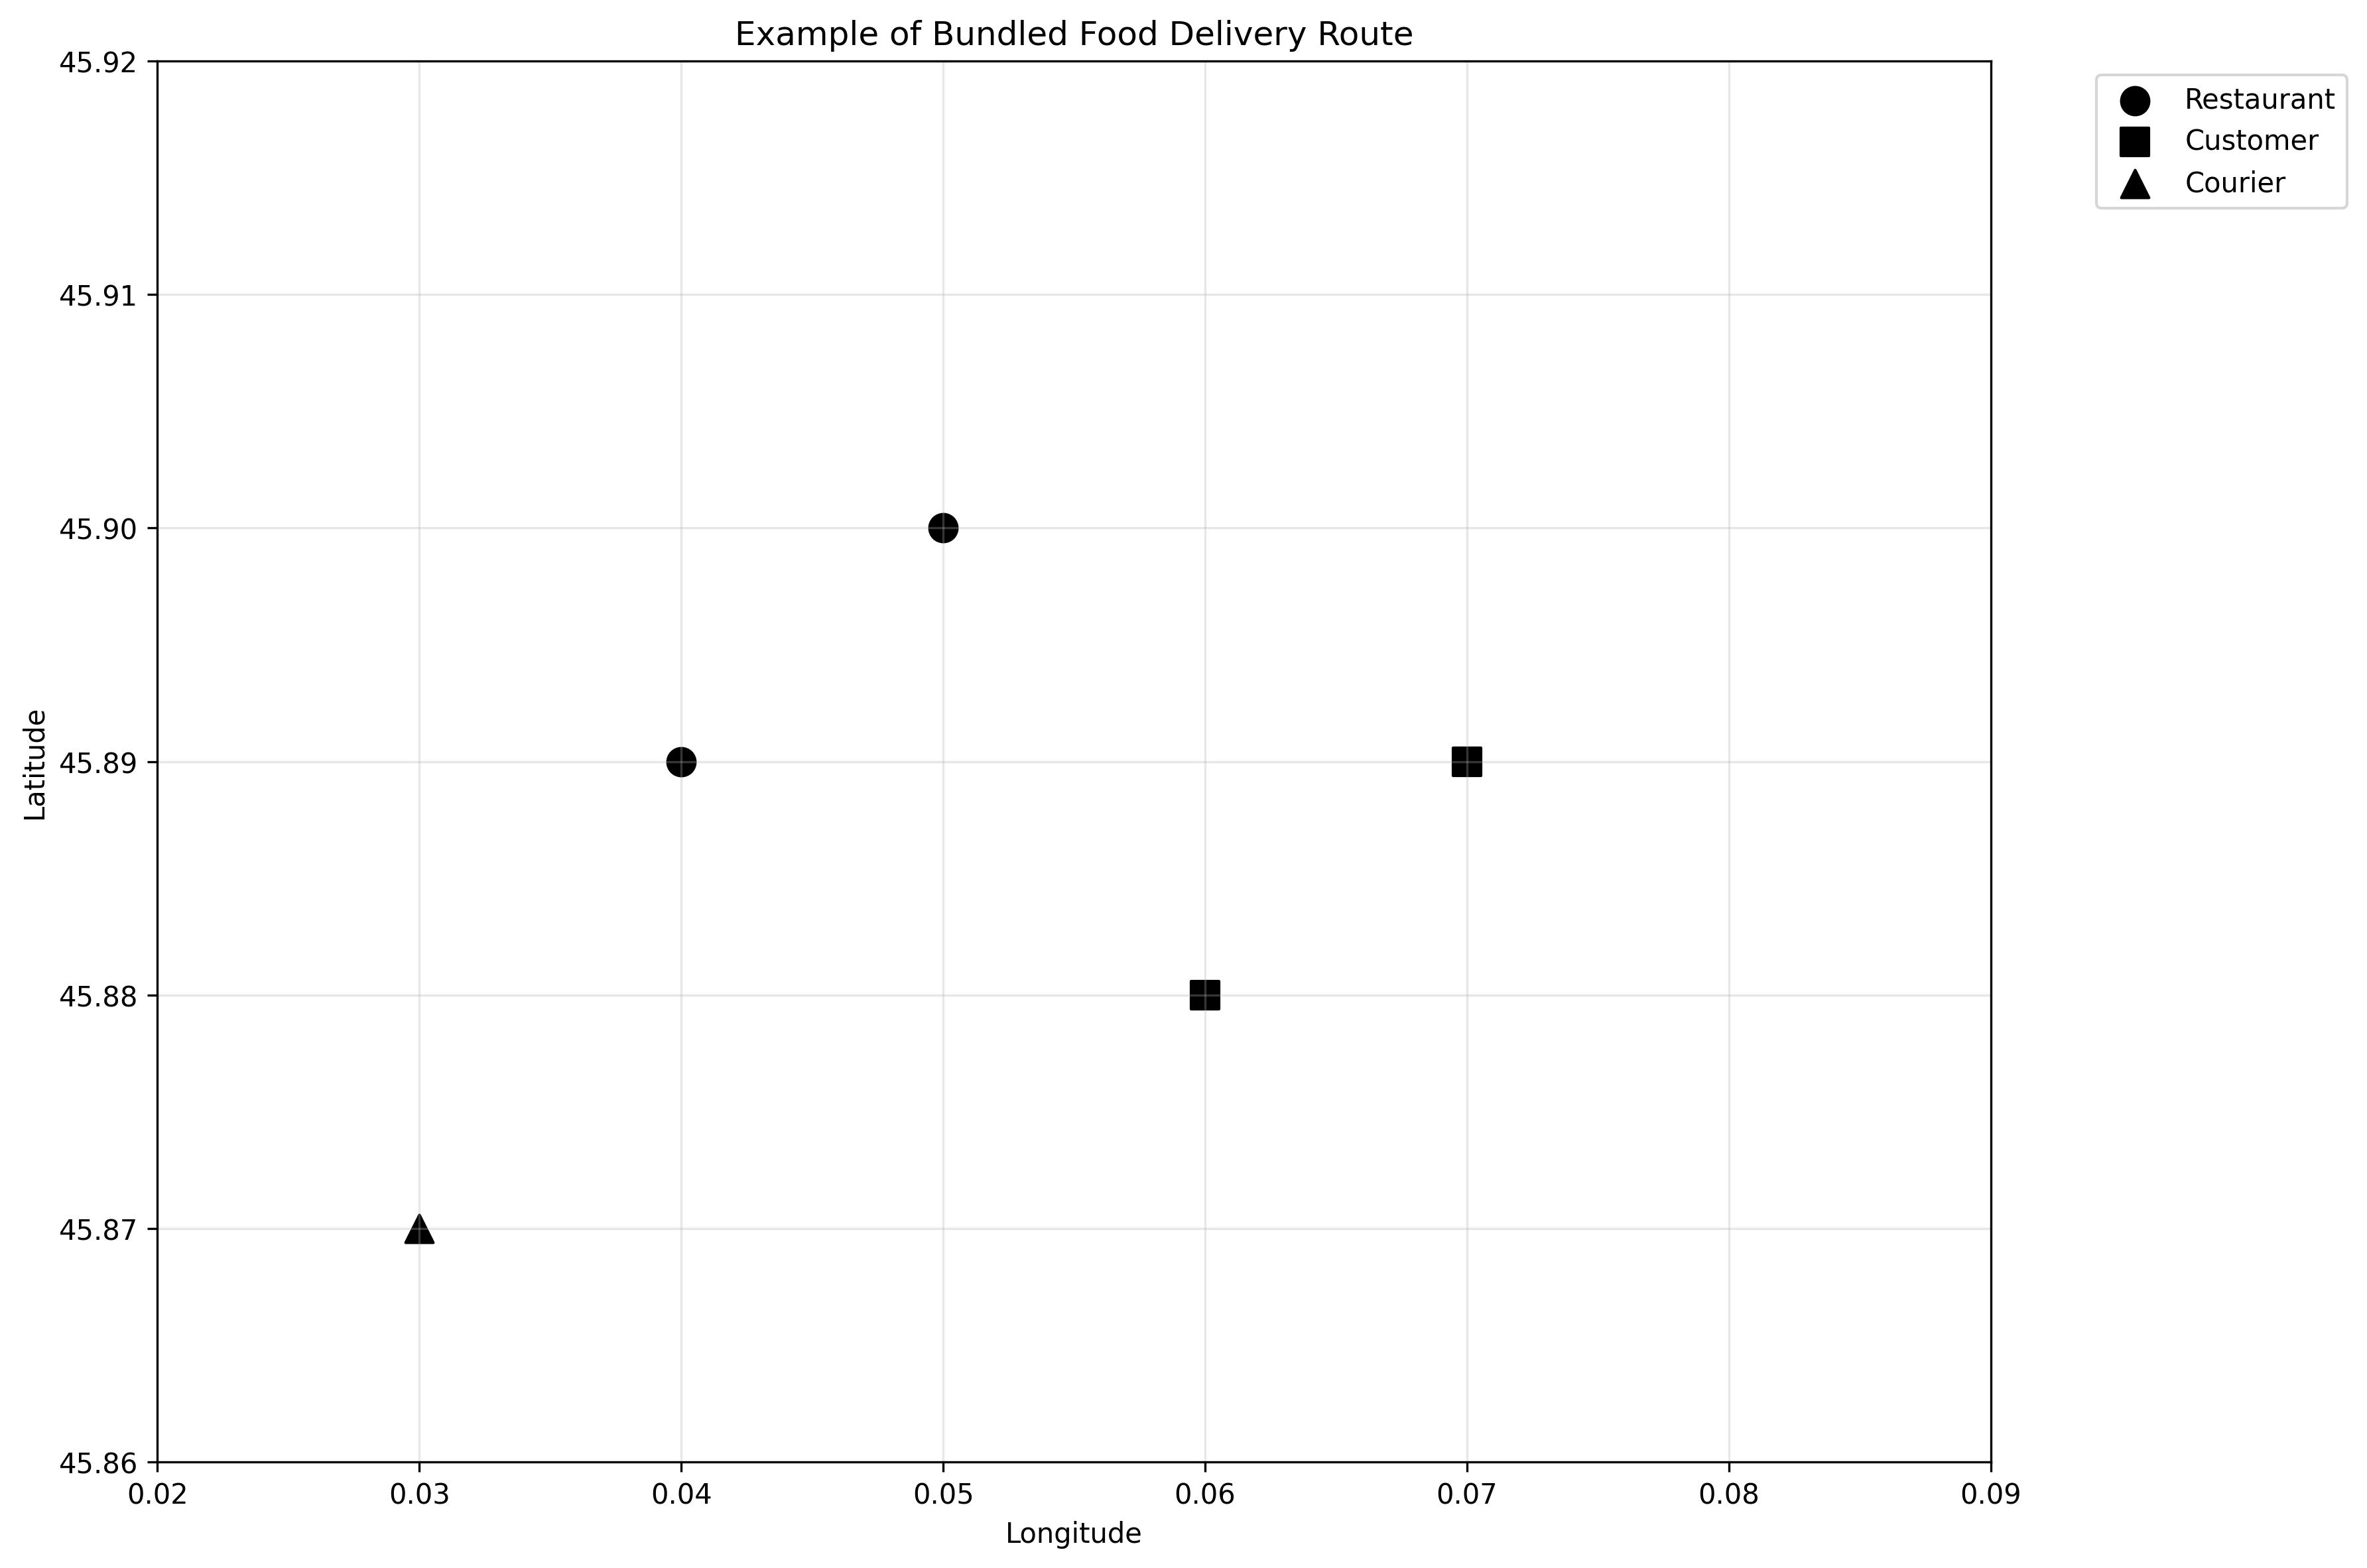 Example of Bundled Food Delivery Route
Restaurant
Customer
Courier
45.92
45.91
45.90
45.89
45.88
45.87
45.86
Latitude
0.02 0.03 0.04 0.05 0.06 0.07 0.08 0.09
Longitude